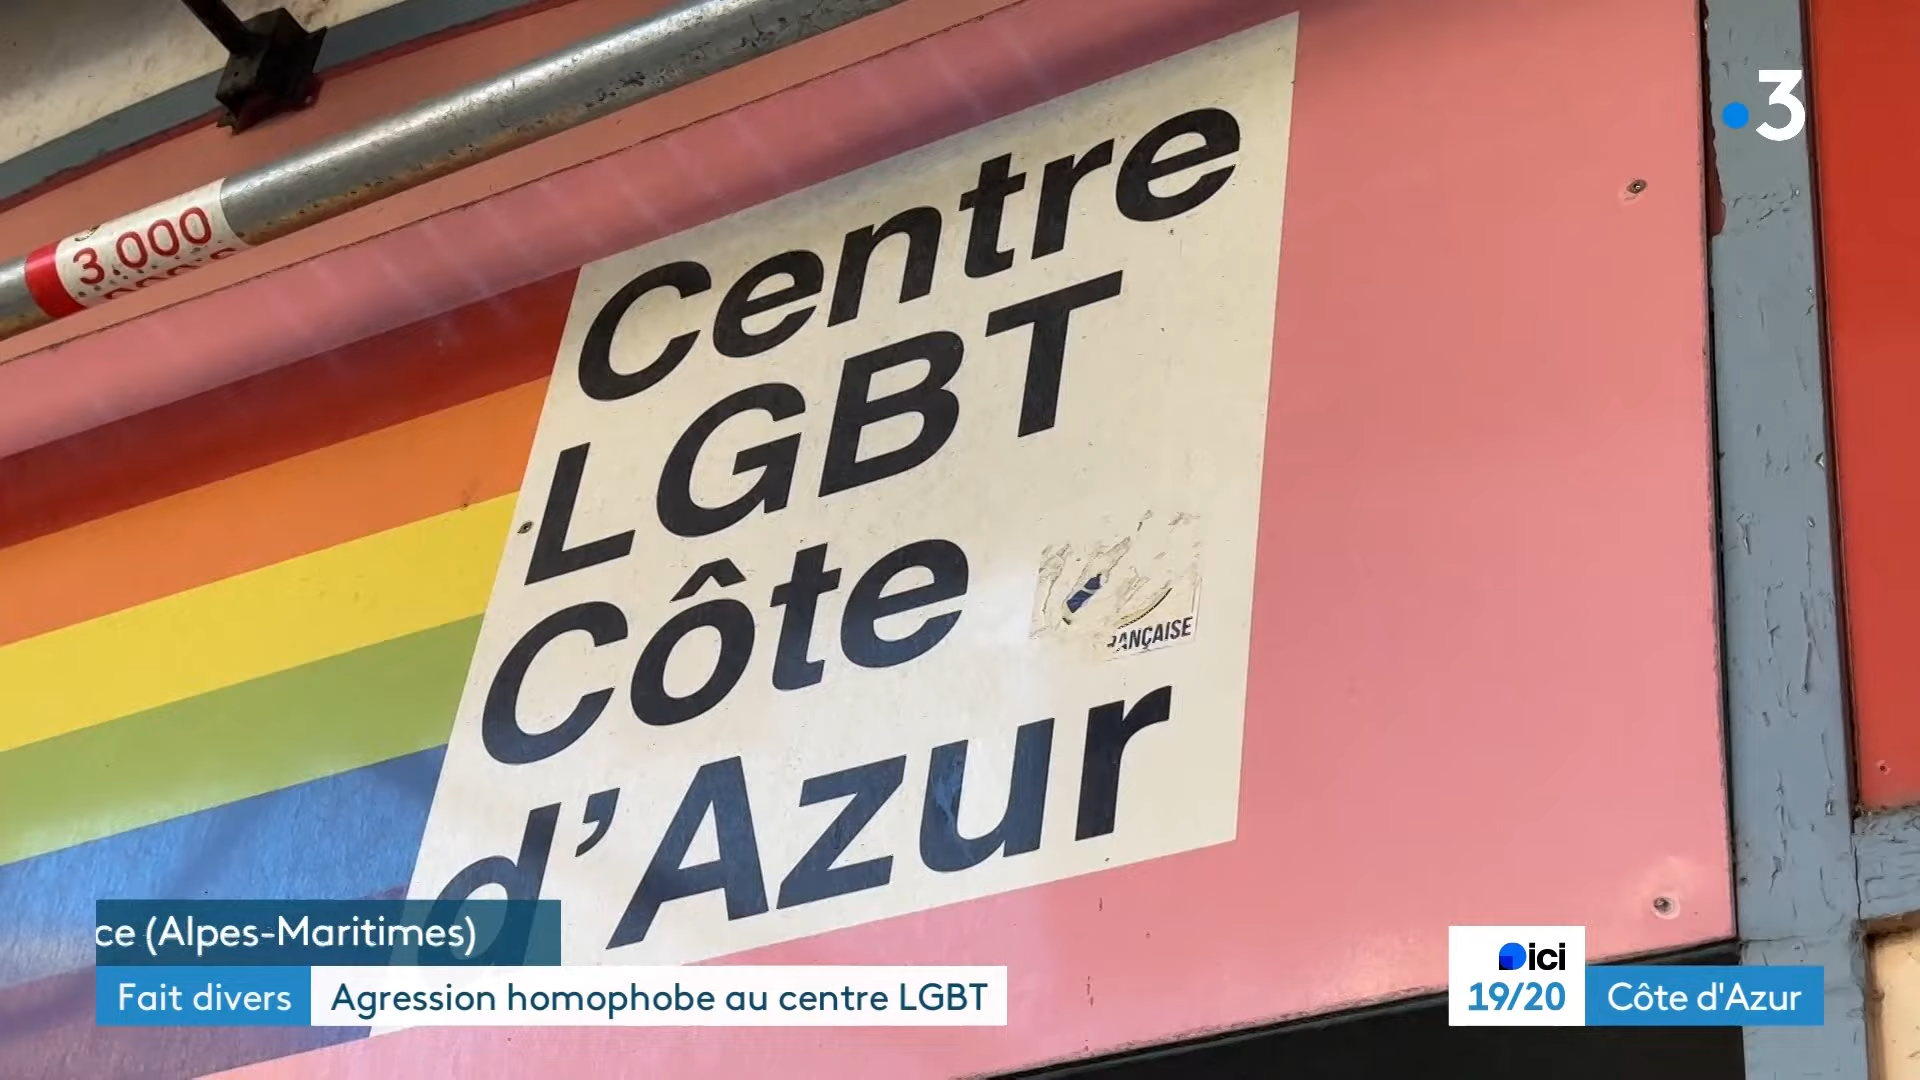 3
3.000
Centre
LGBT
Côte
d'Azur
ANÇAISE
ce (Alpes-Maritimes)
Fait divers
Agression homophobe au centre LGBT
ici
19/20
Côte d'Azur